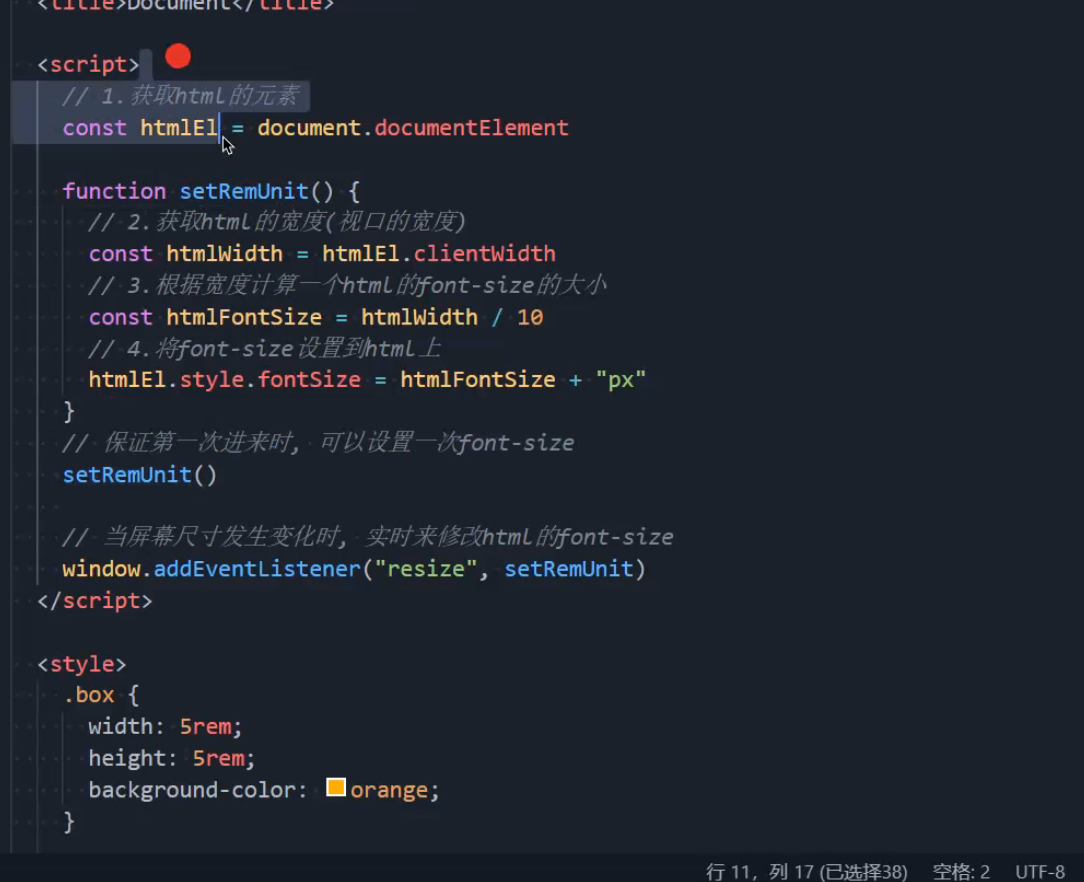 <title>Document</title>
<script>
// 1.获取html的元素
const htmlEl = document.documentElement
function setRemUnit() {
// 2.获取html的宽度(视口的宽度)
const htmlWidth = htmlEl.clientWidth
// 3.根据宽度计算一个html的font-size的大小
const htmlFontSize = htmlWidth / 10
// 4.将font-size设置到html上
htmlEl.style.fontSize = htmlFontSize + "px"
}
// 保证第一次进来时, 可以设置一次font-size
setRemUnit()
// 当屏幕尺寸发生变化时, 实时来修改html的font-size
window.addEventListener("resize", setRemUnit)
</script>
<style>
.box {
width: 5rem;
height: 5rem;
background-color: orange;
}
行 11，列 17 (已选择38) 空格: 2 UTF-8